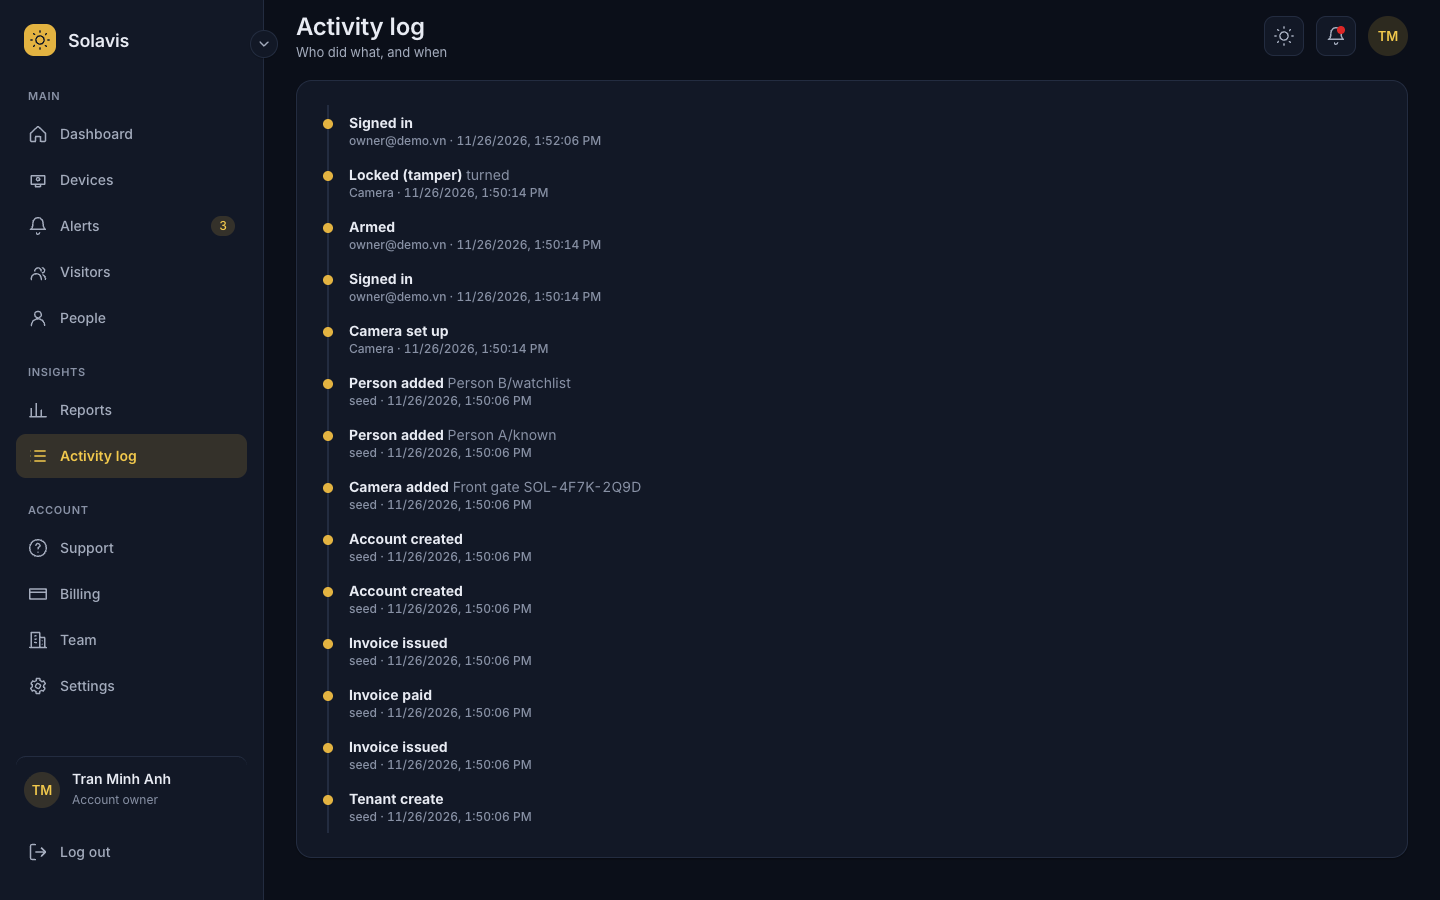 Solavis
MAIN
Dashboard
Devices
Alerts 3
Visitors
People
INSIGHTS
Reports
Activity log
ACCOUNT
Support
Billing
Team
Settings
TM
Tran Minh Anh
Account owner
Log out
Activity log
Who did what, and when
TM
Signed in
owner@demo.vn · 11/26/2026, 1:52:06 PM
Locked (tamper) turned
Camera · 11/26/2026, 1:50:14 PM
Armed
owner@demo.vn · 11/26/2026, 1:50:14 PM
Signed in
owner@demo.vn · 11/26/2026, 1:50:14 PM
Camera set up
Camera · 11/26/2026, 1:50:14 PM
Person added Person B/watchlist
seed · 11/26/2026, 1:50:06 PM
Person added Person A/known
seed · 11/26/2026, 1:50:06 PM
Camera added Front gate SOL-4F7K-2Q9D
seed · 11/26/2026, 1:50:06 PM
Account created
seed · 11/26/2026, 1:50:06 PM
Account created
seed · 11/26/2026, 1:50:06 PM
Invoice issued
seed · 11/26/2026, 1:50:06 PM
Invoice paid
seed · 11/26/2026, 1:50:06 PM
Invoice issued
seed · 11/26/2026, 1:50:06 PM
Tenant create
seed · 11/26/2026, 1:50:06 PM